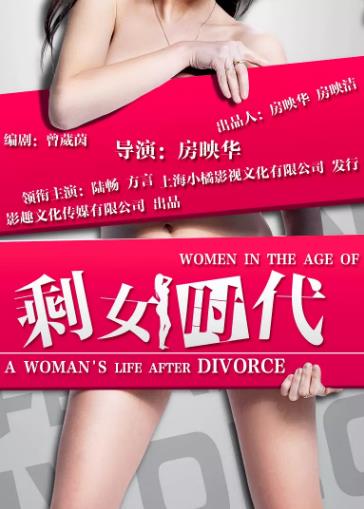 出品人：房映华 房映洁
编剧：曾葳茵
导演：房映华
领衔主演：陆畅 方言 上海小橘影视文化有限公司 发行
影趣文化传媒有限公司 出品
WOMEN IN THE AGE OF
剩女时代
A WOMAN'S LIFE AFTER DIVORCE